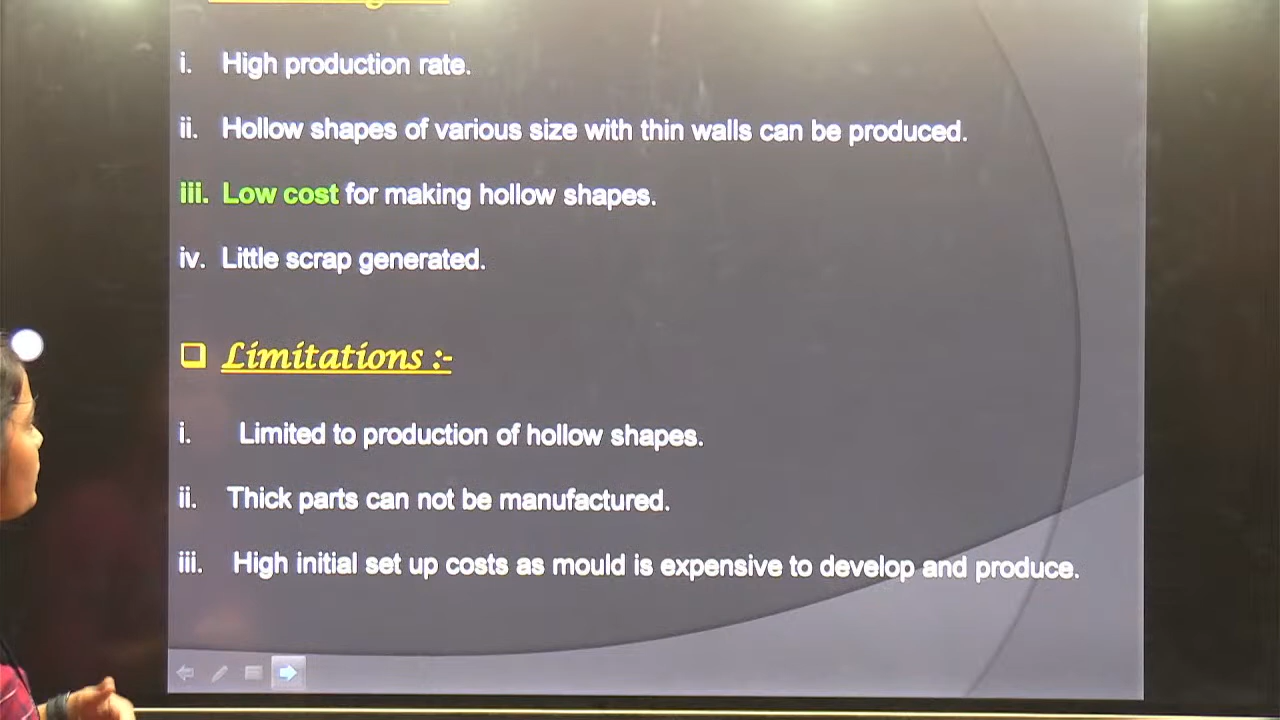 i. High production rate.
ii. Hollow shapes of various size with thin walls can be produced.
iii. Low cost for making hollow shapes.
iv. Little scrap generated.
Limitations :-
i. Limited to production of hollow shapes.
ii. Thick parts can not be manufactured.
iii. High initial set up costs as mould is expensive to develop and produce.